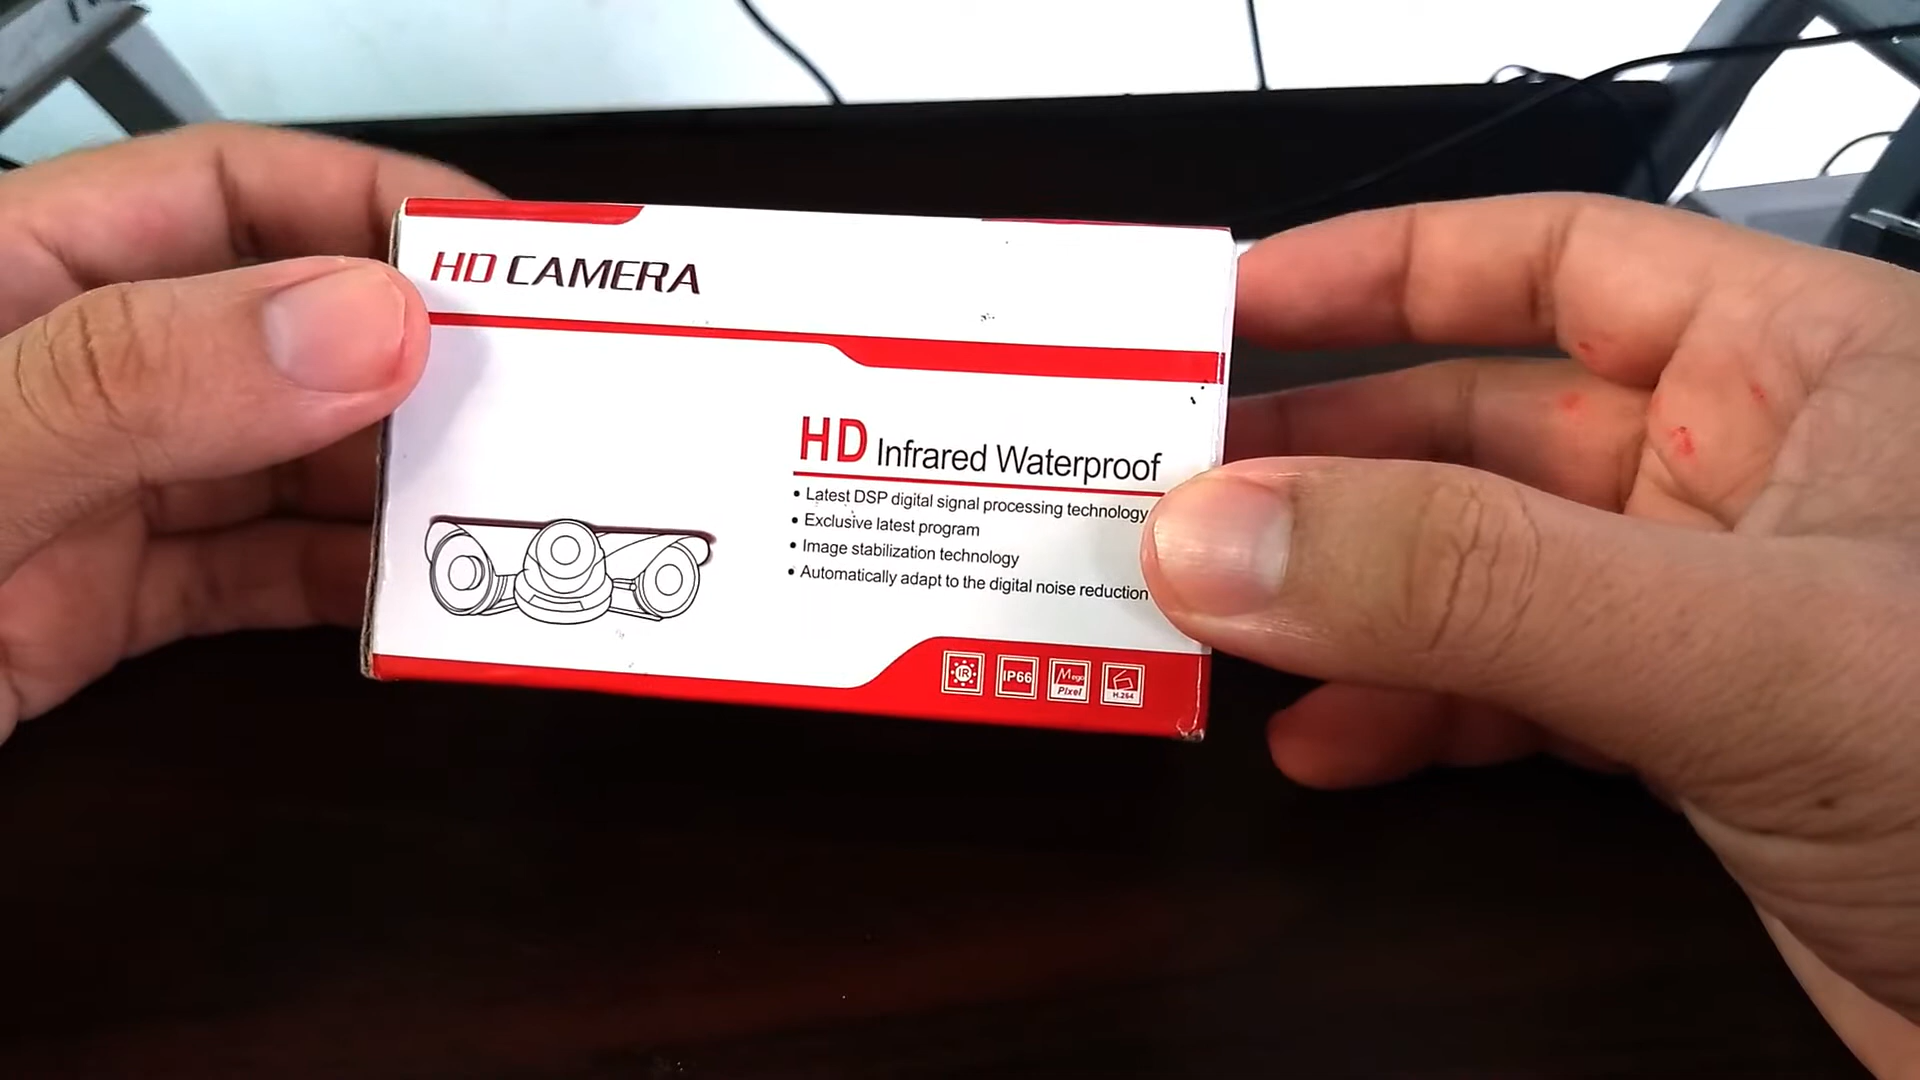 HD CAMERA
HD Infrared Waterproof
• Latest DSP digital signal processing technology
• Exclusive latest program
• Image stabilization technology
• Automatically adapt to the digital noise reduction
IR
IP66
Mega
Pixel
H.264